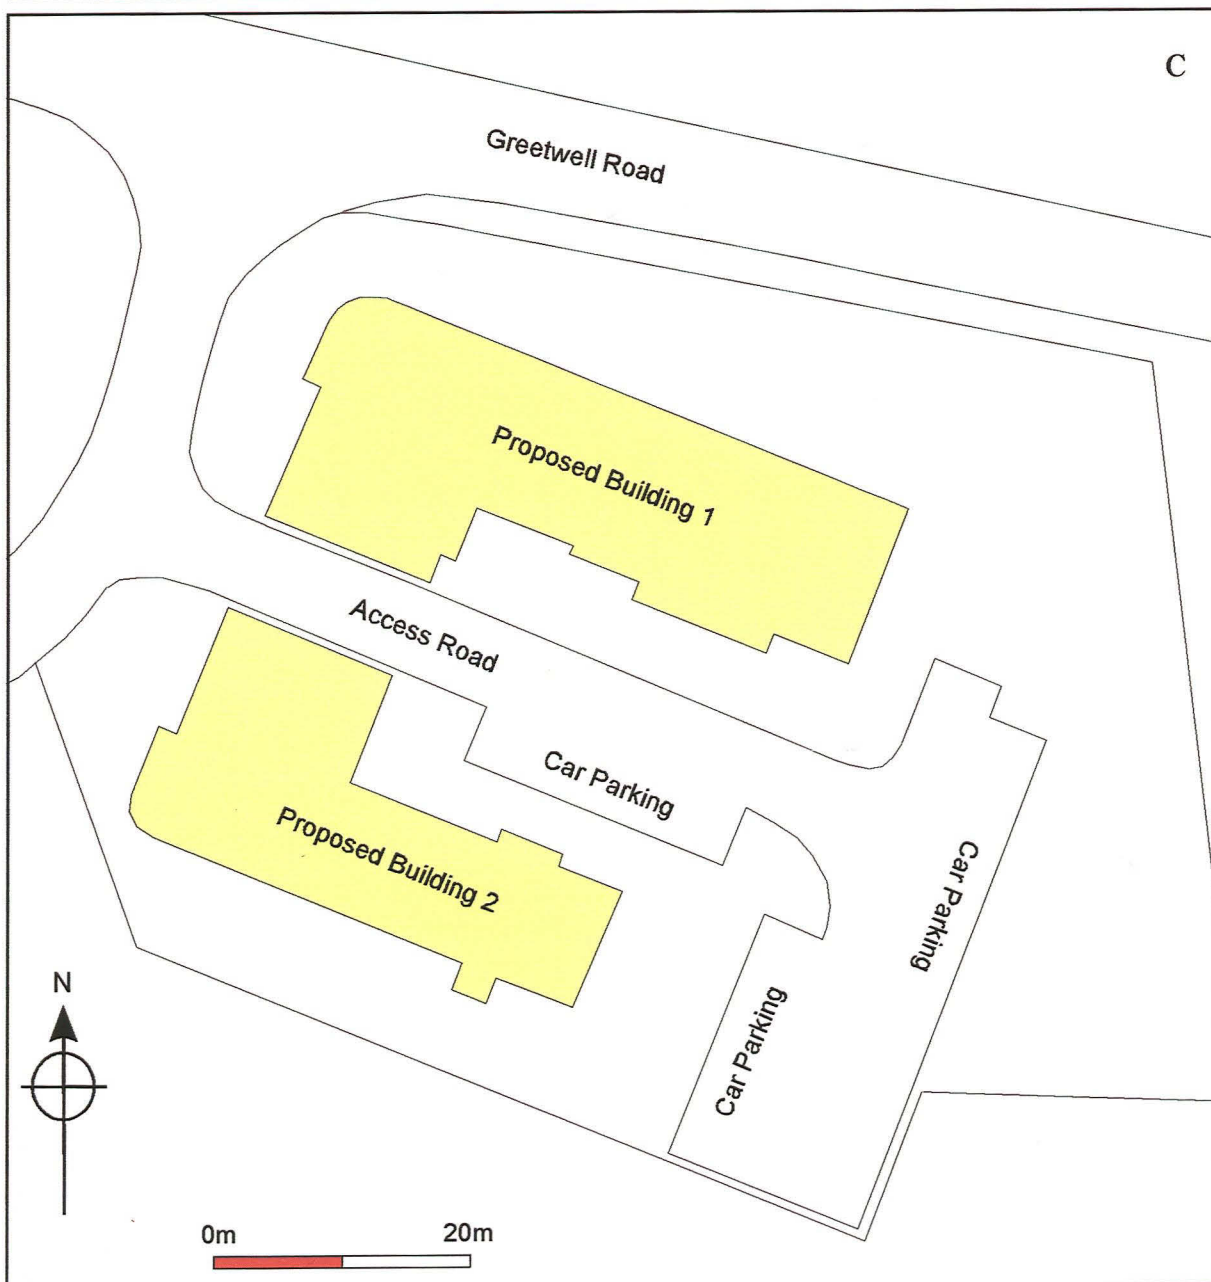 C
Greetwell Road
Proposed Building 1
Access Road
Car Parking
Proposed Building 2
Car Parking
Car Parking
N
0m 20m